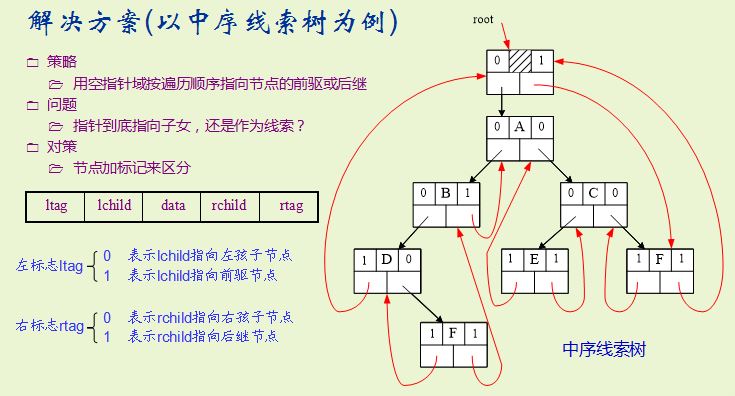 解决方案(以中序线索树为例)
策略
用空指针域按遍历顺序指向节点的前驱或后继
问题
指针到底指向子女，还是作为线索？
对策
节点加标记来区分
ltag lchild data rchild rtag
左标志ltag
0 表示lchild指向左孩子节点
1 表示lchild指向前驱节点
右标志rtag
0 表示rchild指向右孩子节点
1 表示rchild指向后继节点
root
0 1
0 A 0
0 B 1
0 C 0
1 D 0
1 E 1
1 F 1
1 F 1
中序线索树